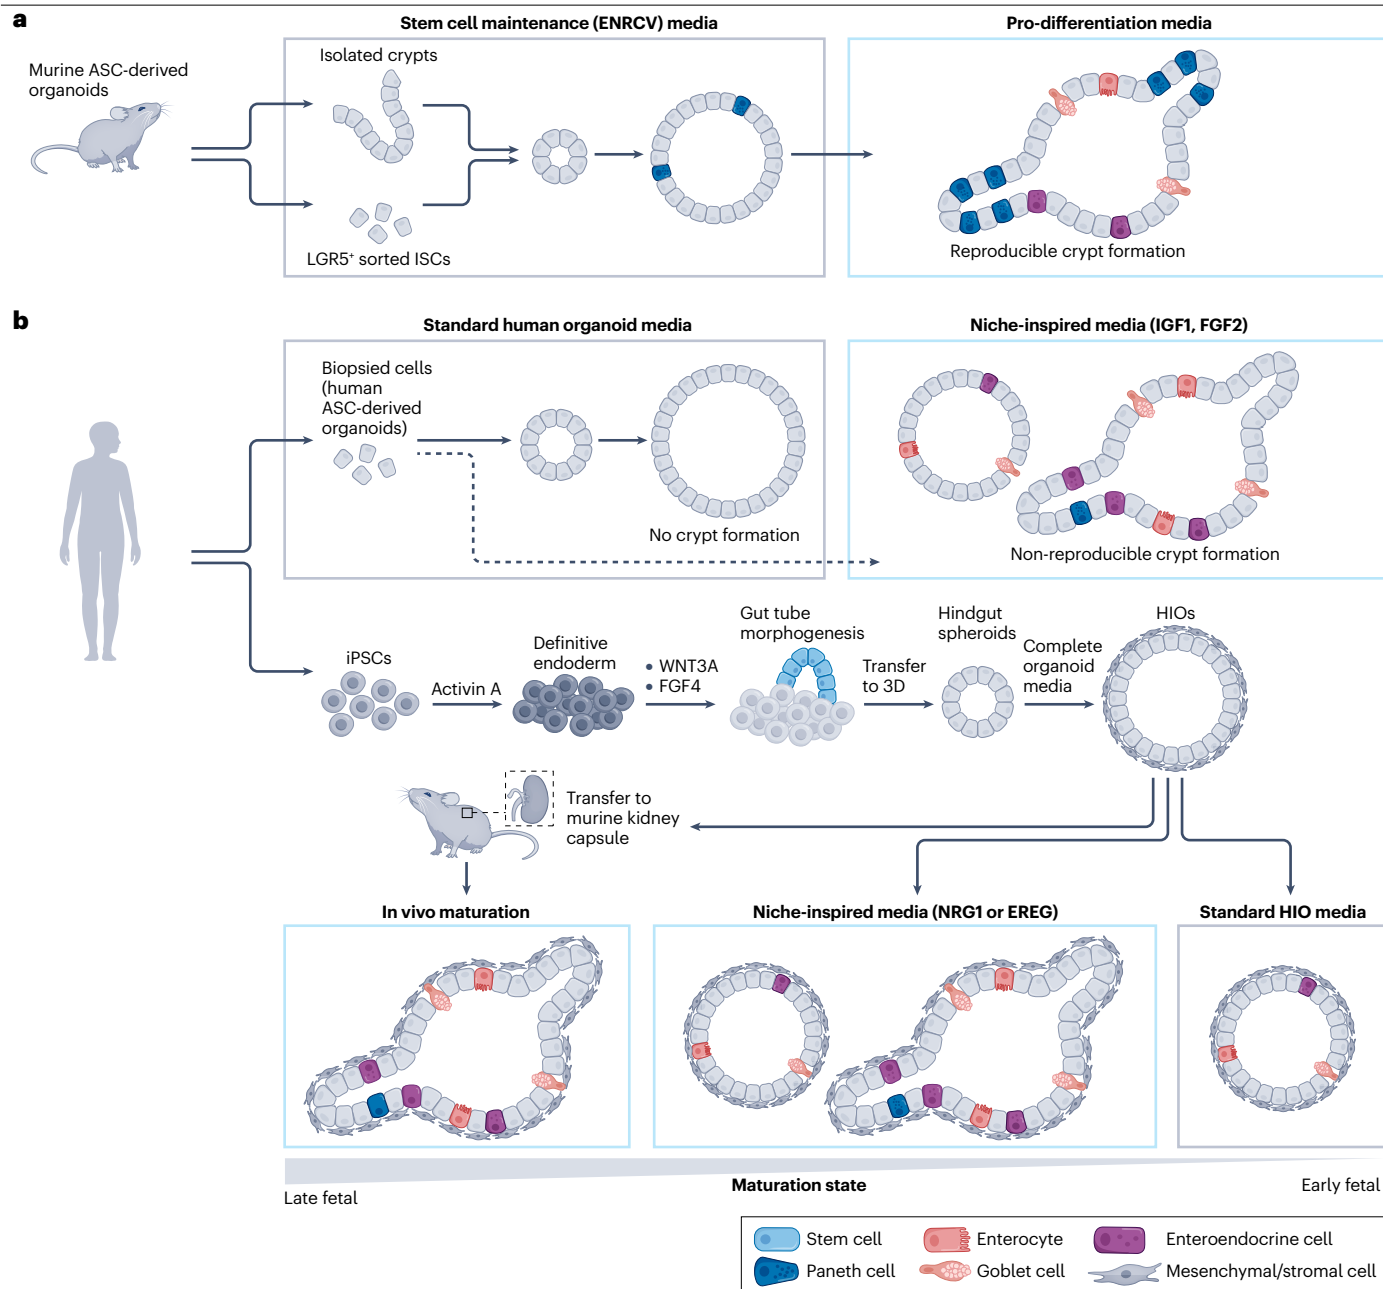 a
Stem cell maintenance (ENRCV) media
Pro-differentiation media
Murine ASC-derived
organoids
Isolated crypts
LGR5⁺ sorted ISCs
Reproducible crypt formation
b
Standard human organoid media
Niche-inspired media (IGF1, FGF2)
Biopsied cells
(human
ASC-derived
organoids)
No crypt formation
Non-reproducible crypt formation
iPSCs
Activin A
Definitive
endoderm
• WNT3A
• FGF4
Gut tube
morphogenesis
Transfer
to 3D
Hindgut
spheroids
Complete
organoid
media
HIOs
Transfer to
murine kidney
capsule
In vivo maturation
Niche-inspired media (NRG1 or EREG)
Standard HIO media
Late fetal
Maturation state
Early fetal
Stem cell
Enterocyte
Enteroendocrine cell
Paneth cell
Goblet cell
Mesenchymal/stromal cell